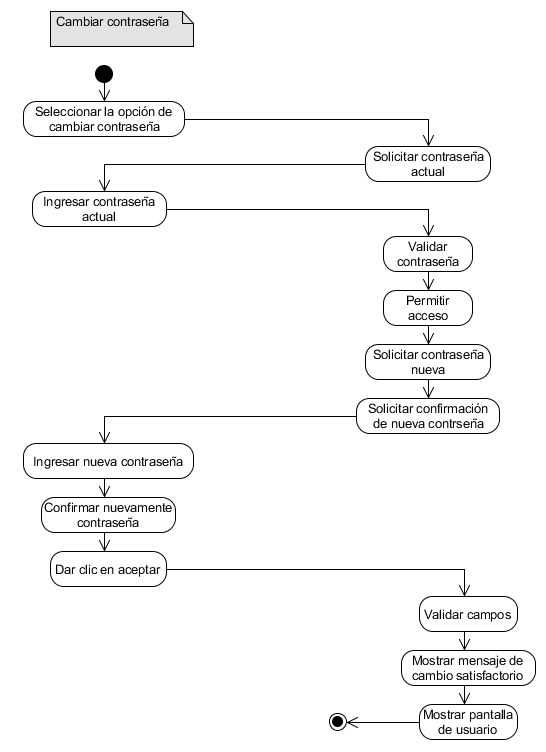 Cambiar contraseña
Seleccionar la opción de
cambiar contraseña
Solicitar contraseña
actual
Ingresar contraseña
actual
Validar
contraseña
Permitir
acceso
Solicitar contraseña
nueva
Solicitar confirmación
de nueva contrseña
Ingresar nueva contraseña
Confirmar nuevamente
contraseña
Dar clic en aceptar
Validar campos
Mostrar mensaje de
cambio satisfactorio
Mostrar pantalla
de usuario